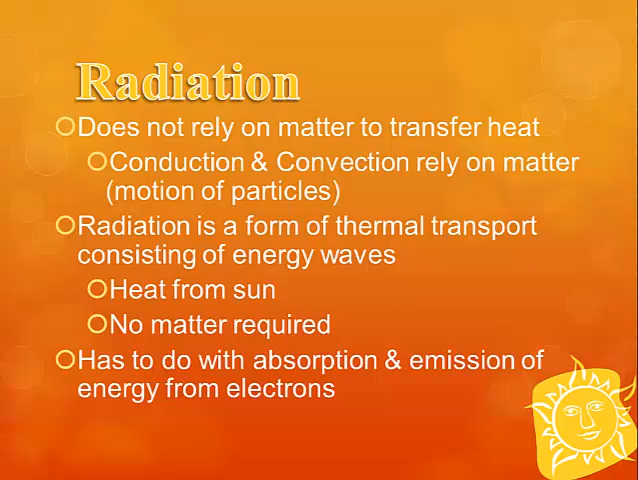 Radiation
Does not rely on matter to transfer heat
Conduction & Convection rely on matter
(motion of particles)
Radiation is a form of thermal transport
consisting of energy waves
Heat from sun
No matter required
Has to do with absorption & emission of
energy from electrons